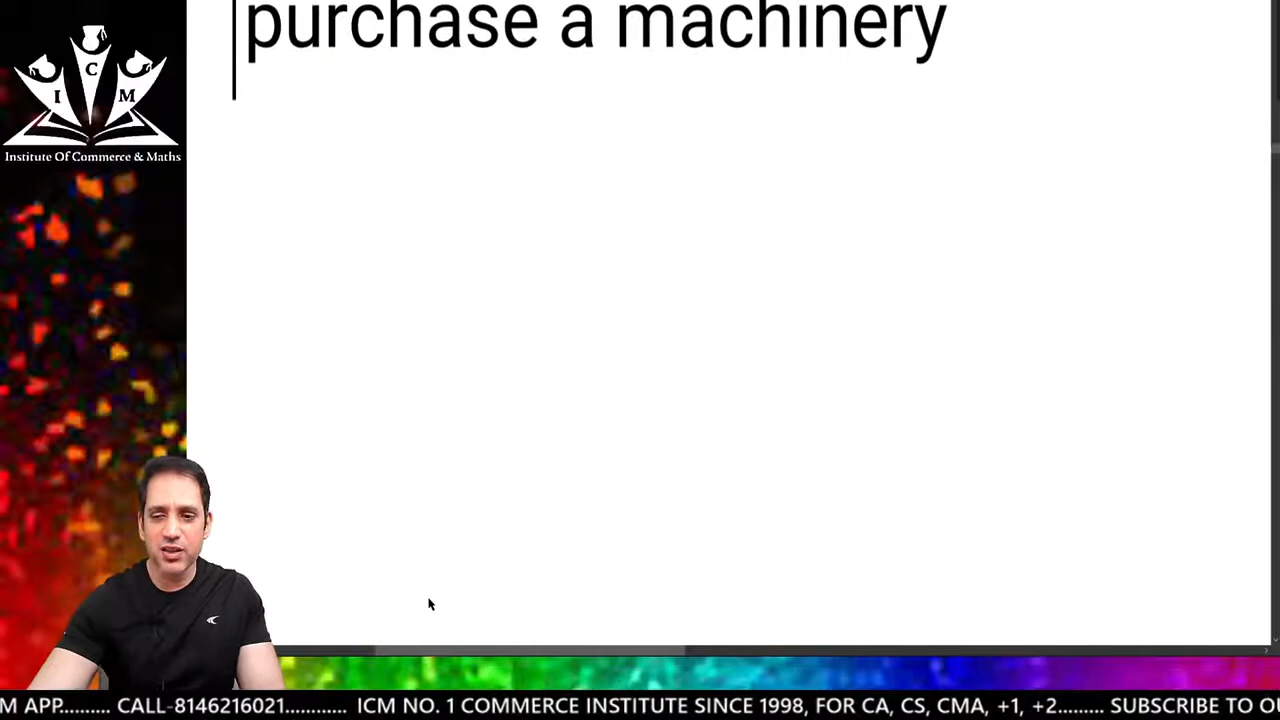 purchase a machinery
I C M
Institute Of Commerce & Maths
M APP.......... CALL-8146216021............ ICM NO. 1 COMMERCE INSTITUTE SINCE 1998, FOR CA, CS, CMA, +1, +2......... SUBSCRIBE TO OU